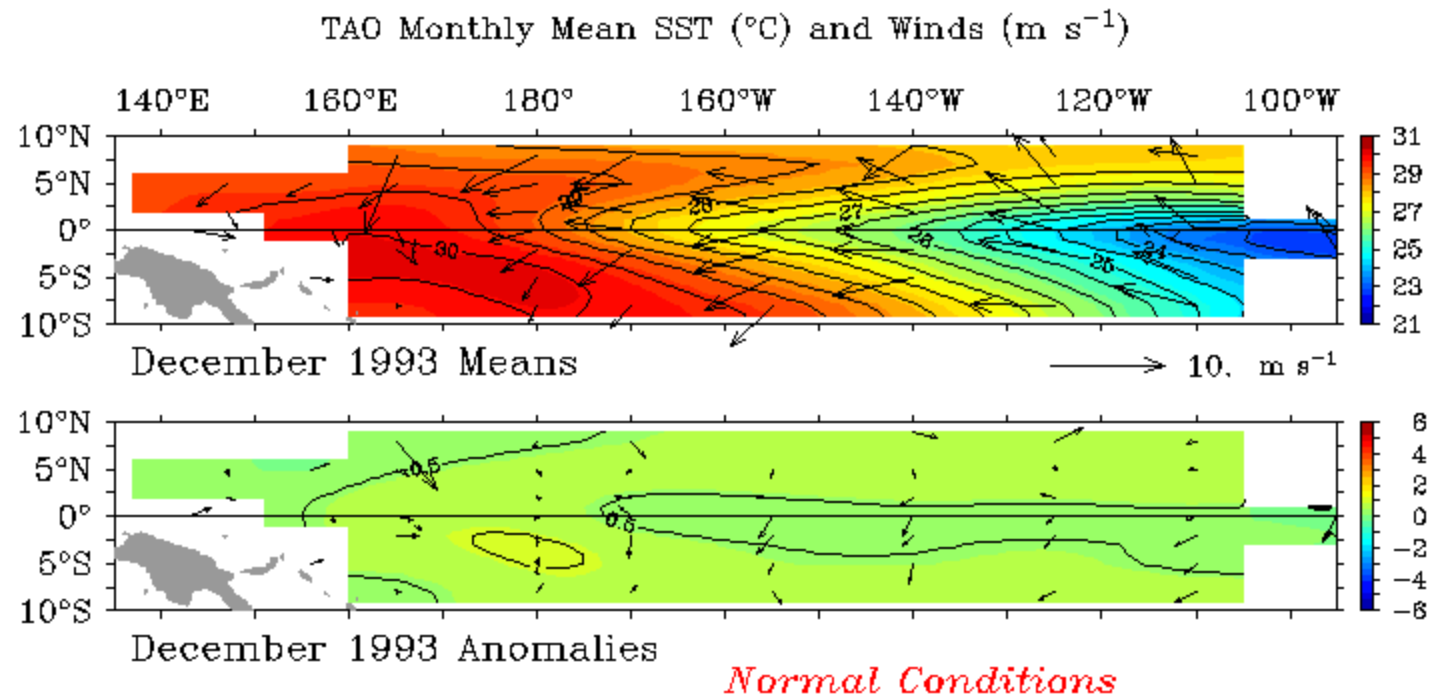 TAO Monthly Mean SST (°C) and Winds (m s⁻¹)
140°E 160°E 180° 160°W 140°W 120°W 100°W
10°N
5°N
0°
5°S
10°S
30
28
27
25
24
31
29
27
25
23
21
December 1993 Means
10. m s⁻¹
10°N
5°N
0°
5°S
10°S
0.5
0.5
1
6
4
2
0
−2
−4
−6
December 1993 Anomalies
Normal Conditions